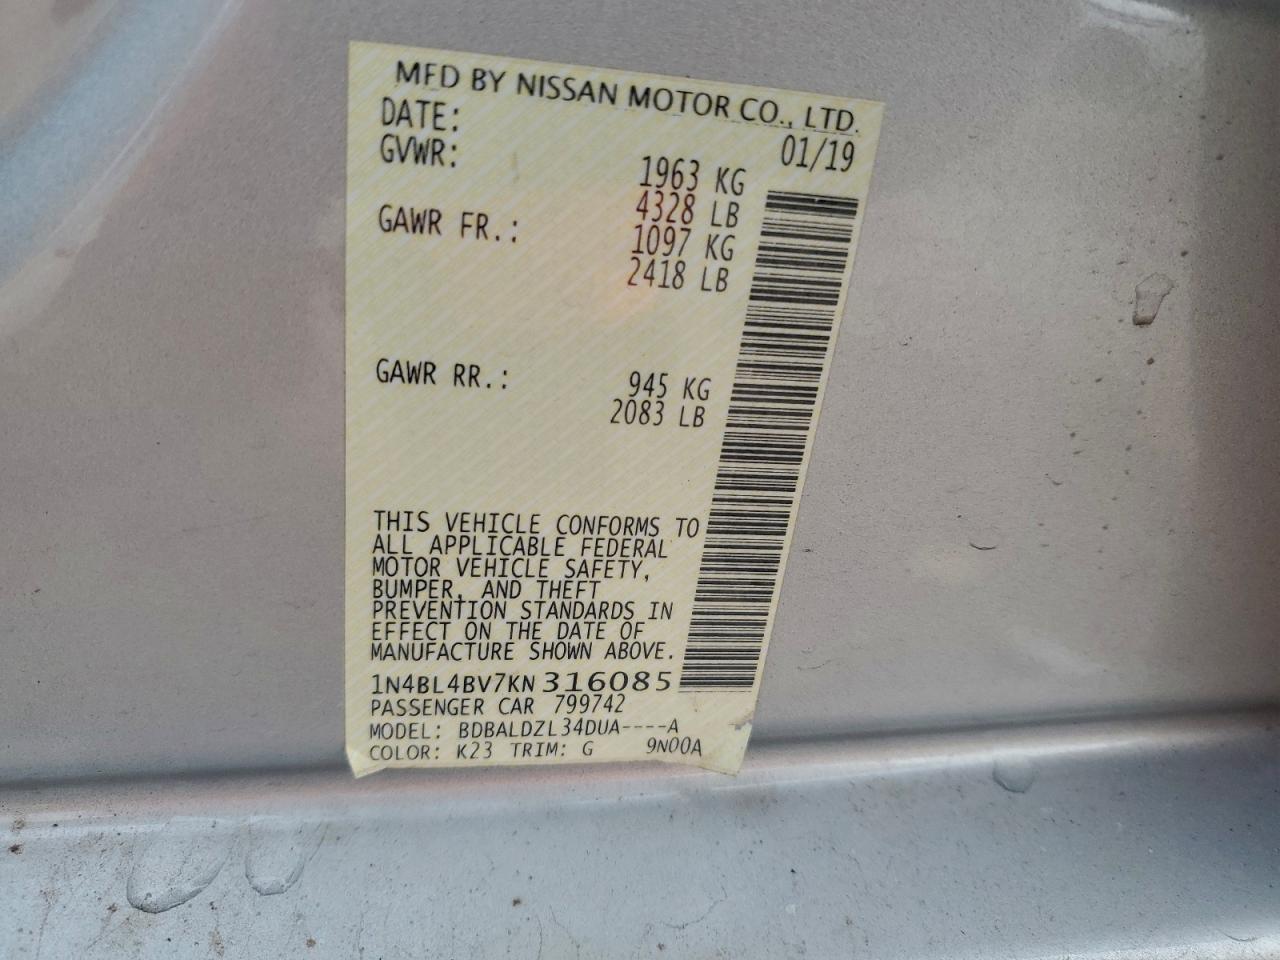 MFD BY NISSAN MOTOR CO., LTD.
DATE: 01/19
GVWR: 1963 KG
4328 LB
GAWR FR.: 1097 KG
2418 LB
GAWR RR.: 945 KG
2083 LB
THIS VEHICLE CONFORMS TO
ALL APPLICABLE FEDERAL
MOTOR VEHICLE SAFETY,
BUMPER, AND THEFT
PREVENTION STANDARDS IN
EFFECT ON THE DATE OF
MANUFACTURE SHOWN ABOVE.
1N4BL4BV7KN316085
PASSENGER CAR 799742
MODEL: BDBALDZL34DUA----A
COLOR: K23 TRIM: G 9N00A